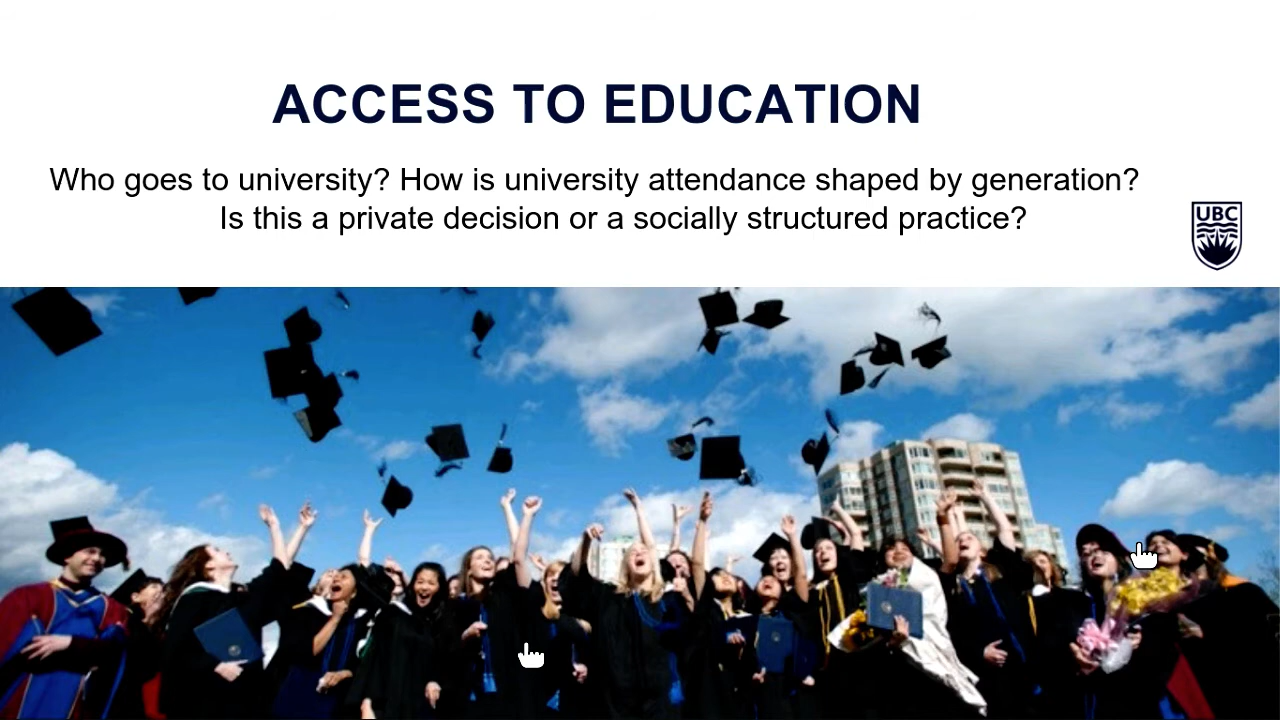 ACCESS TO EDUCATION
Who goes to university? How is university attendance shaped by generation?
Is this a private decision or a socially structured practice?
UBC